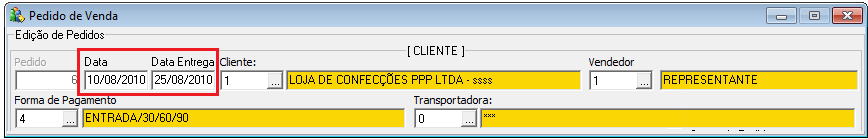 Pedido de Venda
Edição de Pedidos
[ CLIENTE ]
Pedido Data Data Entrega Cliente: Vendedor
6 10/08/2010 25/08/2010 1 ... LOJA DE CONFECÇÕES PPP LTDA - ssss 1 ... REPRESENTANTE
Forma de Pagamento Transportadora:
4 ... ENTRADA/30/60/90 0 ... ***